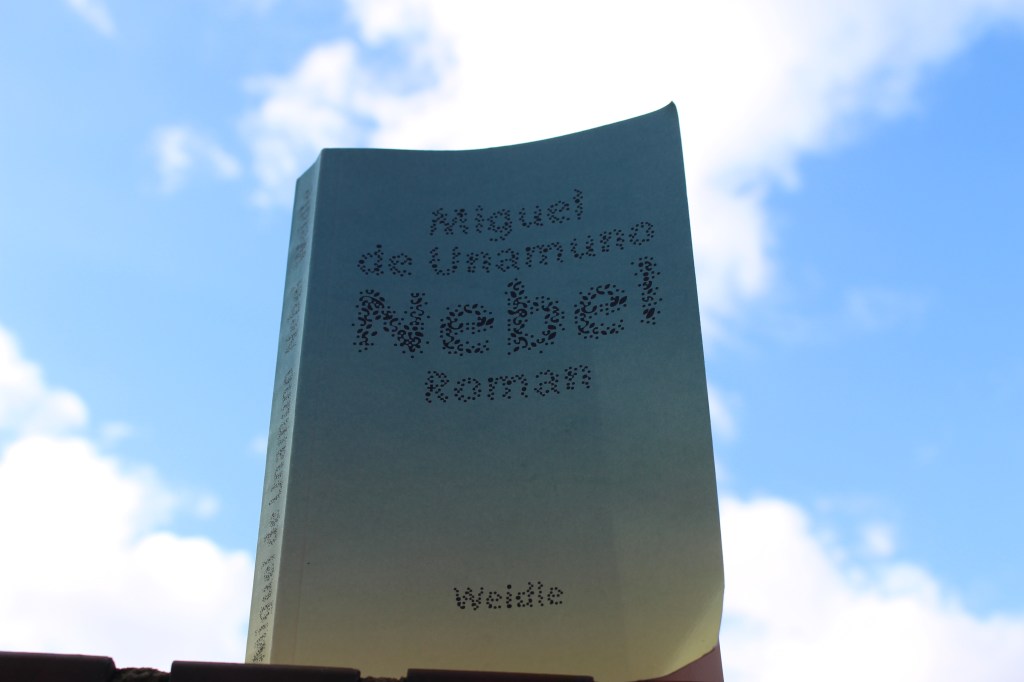 Miguel
de Unamuno
Nebel
Roman
Weidle